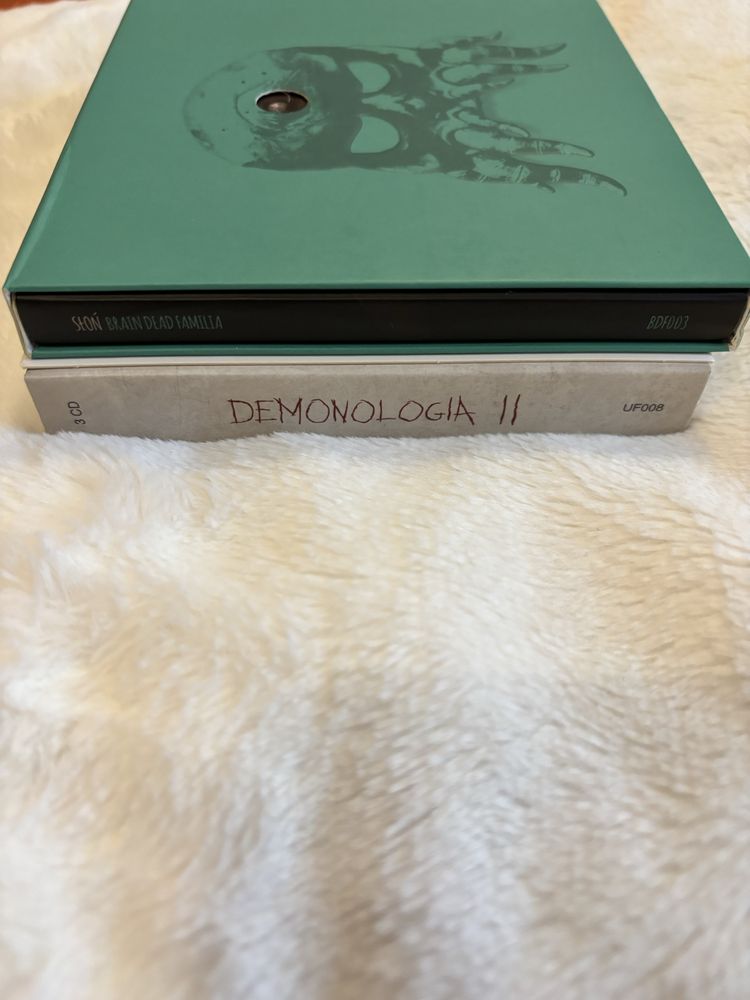 SŁOŃ BRAIN DEAD FAMILIA BDF003
3 CD DEMONOLOGIA II UF008